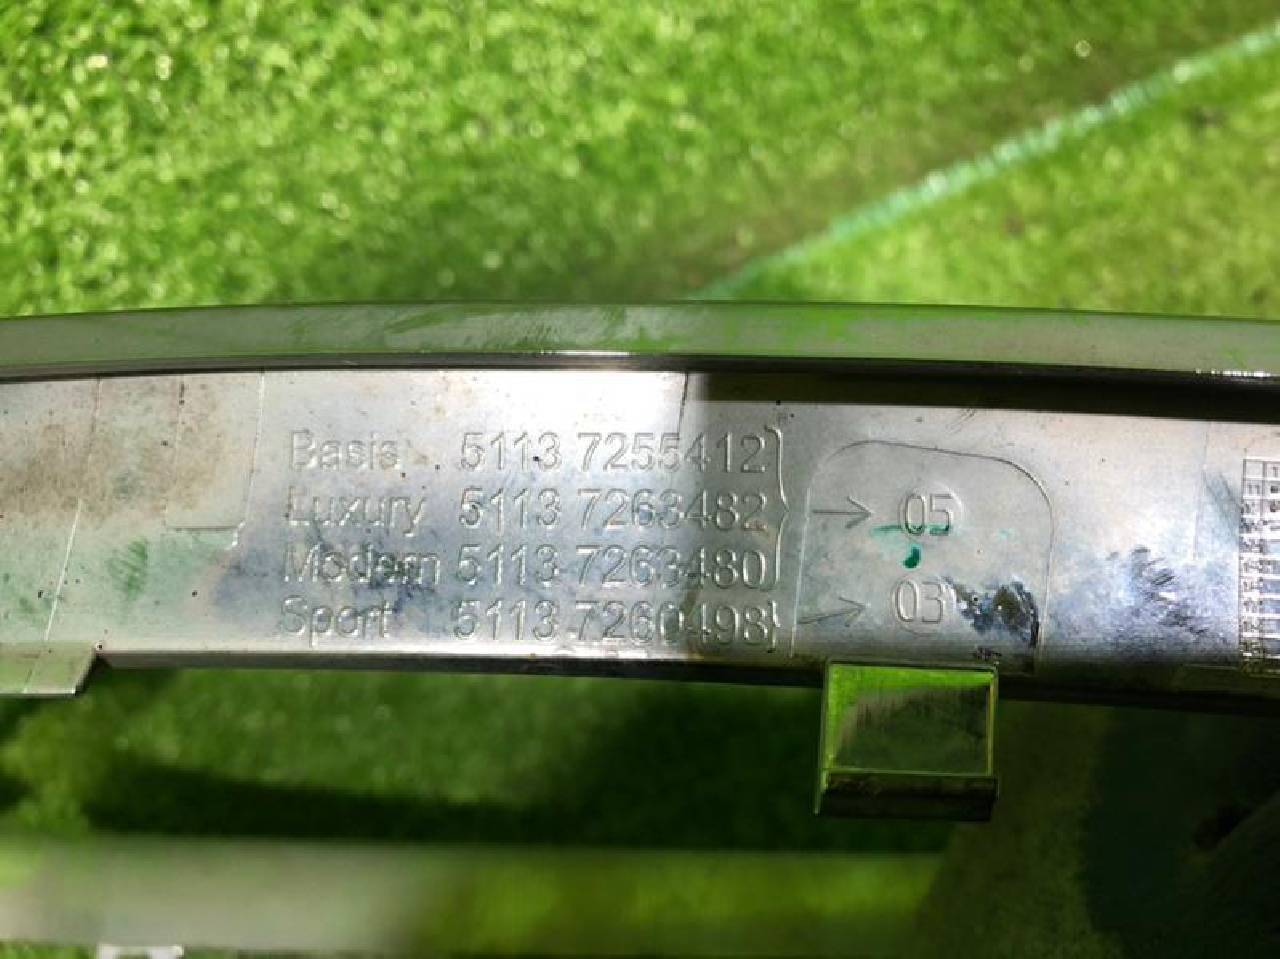 Basis 5113 7255412
Luxury 5113 7263482 → 05
Modern 5113 7263480
Sport 5113 7260498 → 03